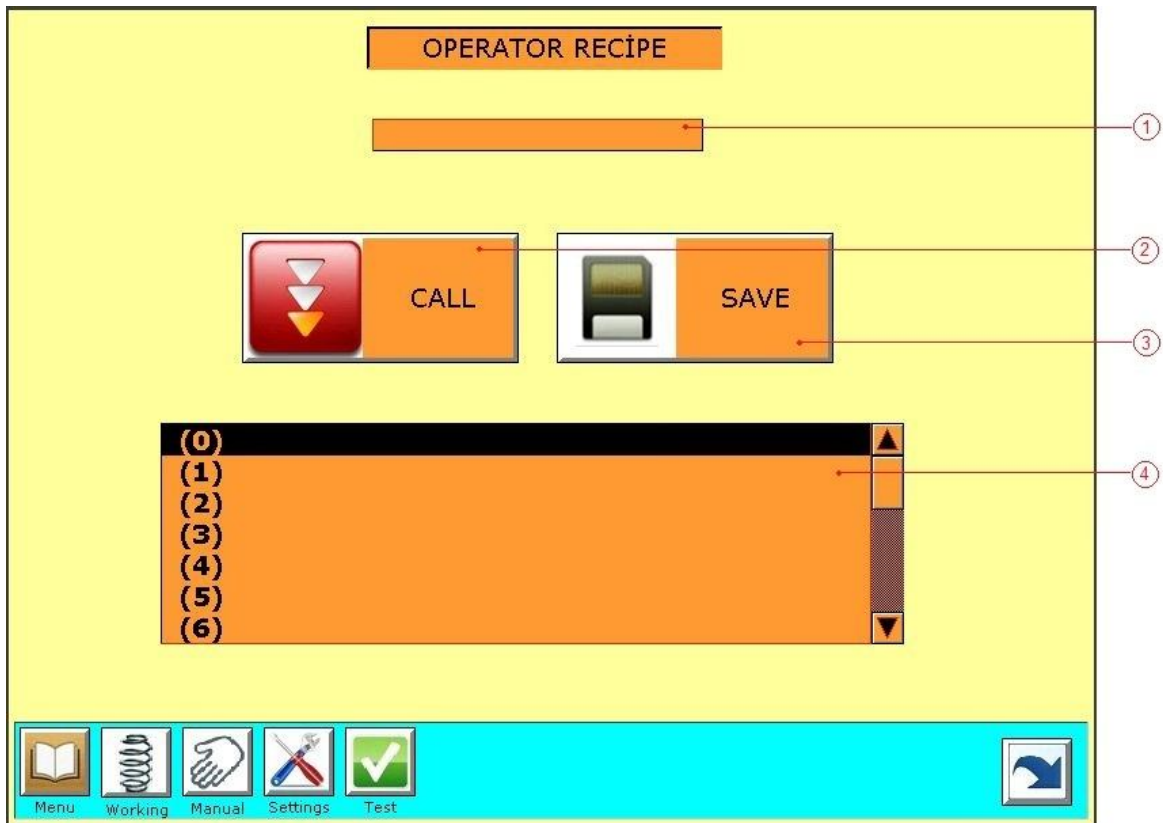 OPERATOR RECİPE
1
2
CALL
SAVE
3
(0)
(1)
4
(2)
(3)
(4)
(5)
(6)
Menu Working Manual Settings Test